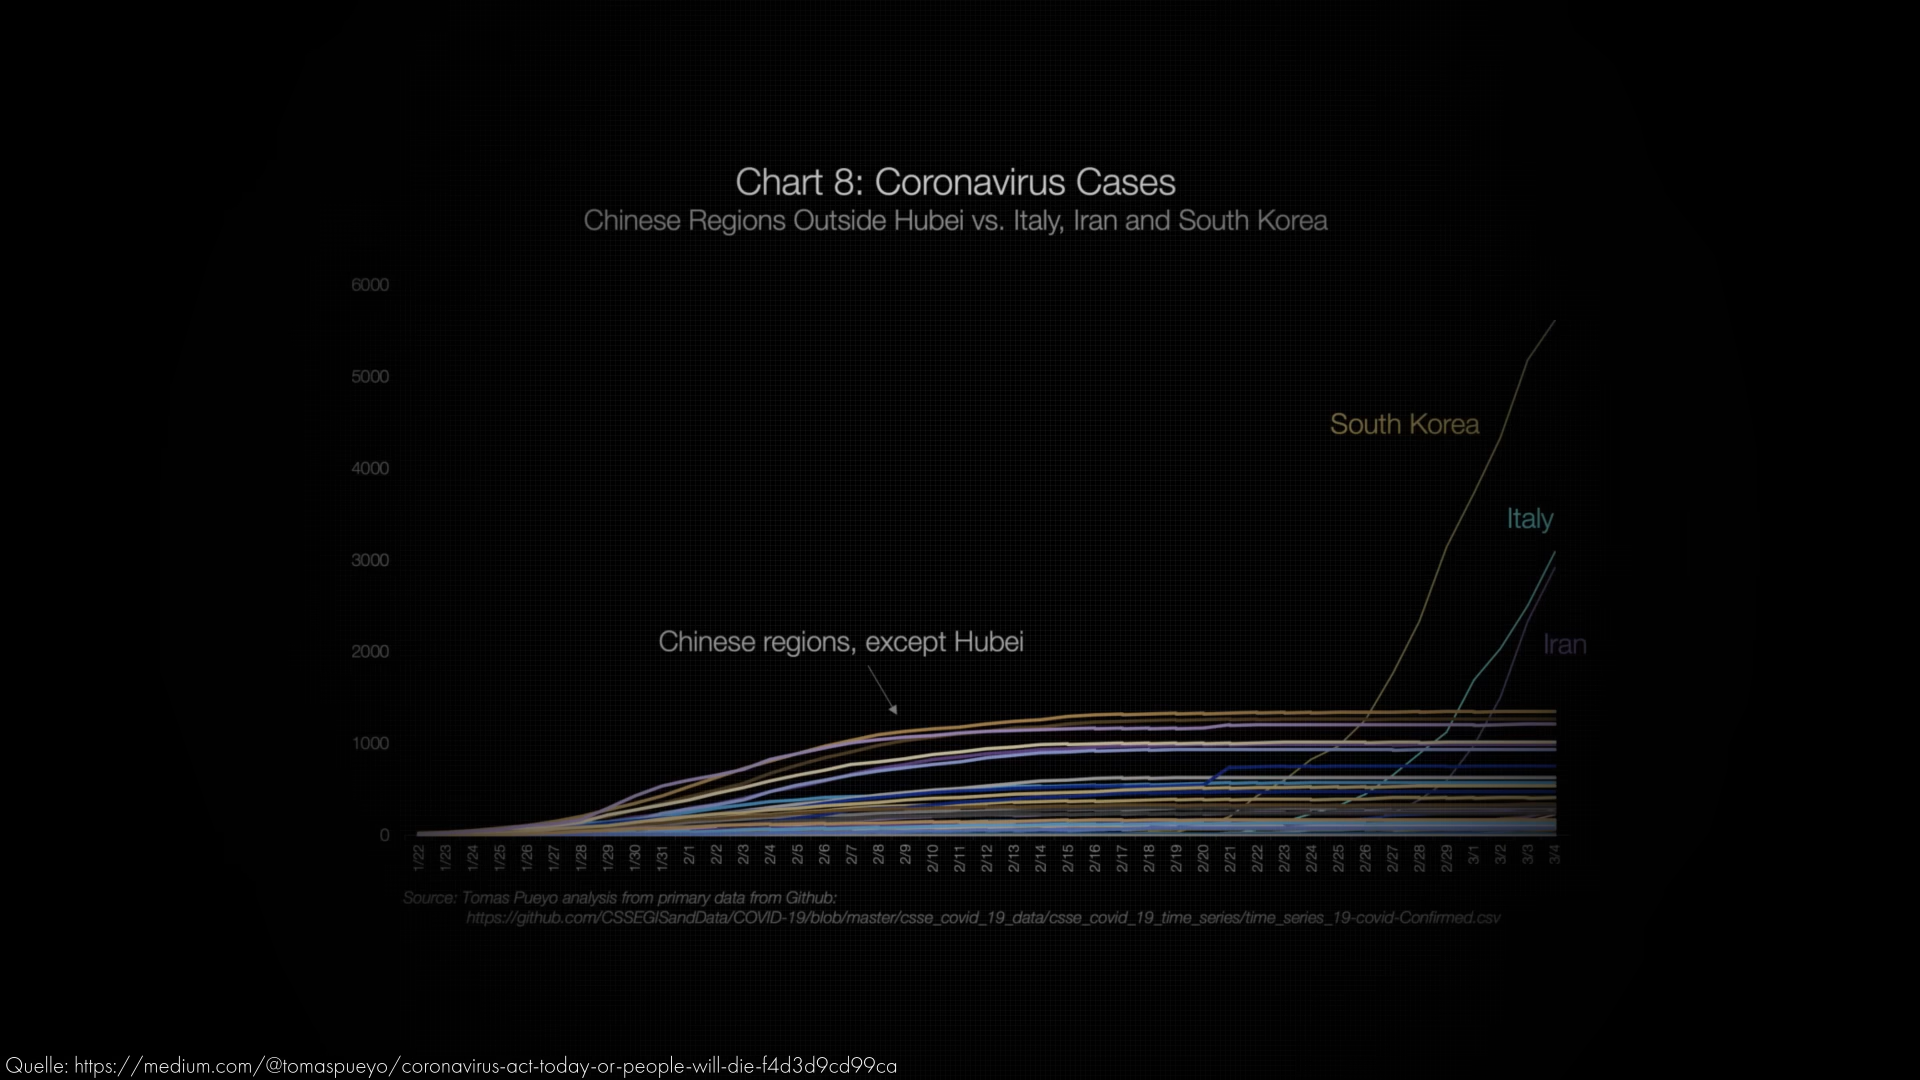 Chart 8: Coronavirus Cases
Chinese Regions Outside Hubei vs. Italy, Iran and South Korea
6000
5000
South Korea
4000
Italy
3000
Chinese regions, except Hubei
2000
Iran
1000
0
1/22 1/23 1/24 1/25 1/26 1/27 1/28 1/29 1/30 1/31 2/1 2/2 2/3 2/4 2/5 2/6 2/7 2/8 2/9 2/10 2/11 2/12 2/13 2/14 2/15 2/16 2/17 2/18 2/19 2/20 2/21 2/22 2/23 2/24 2/25 2/26 2/27 2/28 2/29 3/1 3/2 3/3 3/4
Source: Tomas Pueyo analysis from primary data from Github:
https://github.com/CSSEGISandData/COVID-19/blob/master/csse_covid_19_data/csse_covid_19_time_series/time_series_19-covid-Confirmed.csv
Quelle: https://medium.com/@tomaspueyo/coronavirus-act-today-or-people-will-die-f4d3d9cd99ca